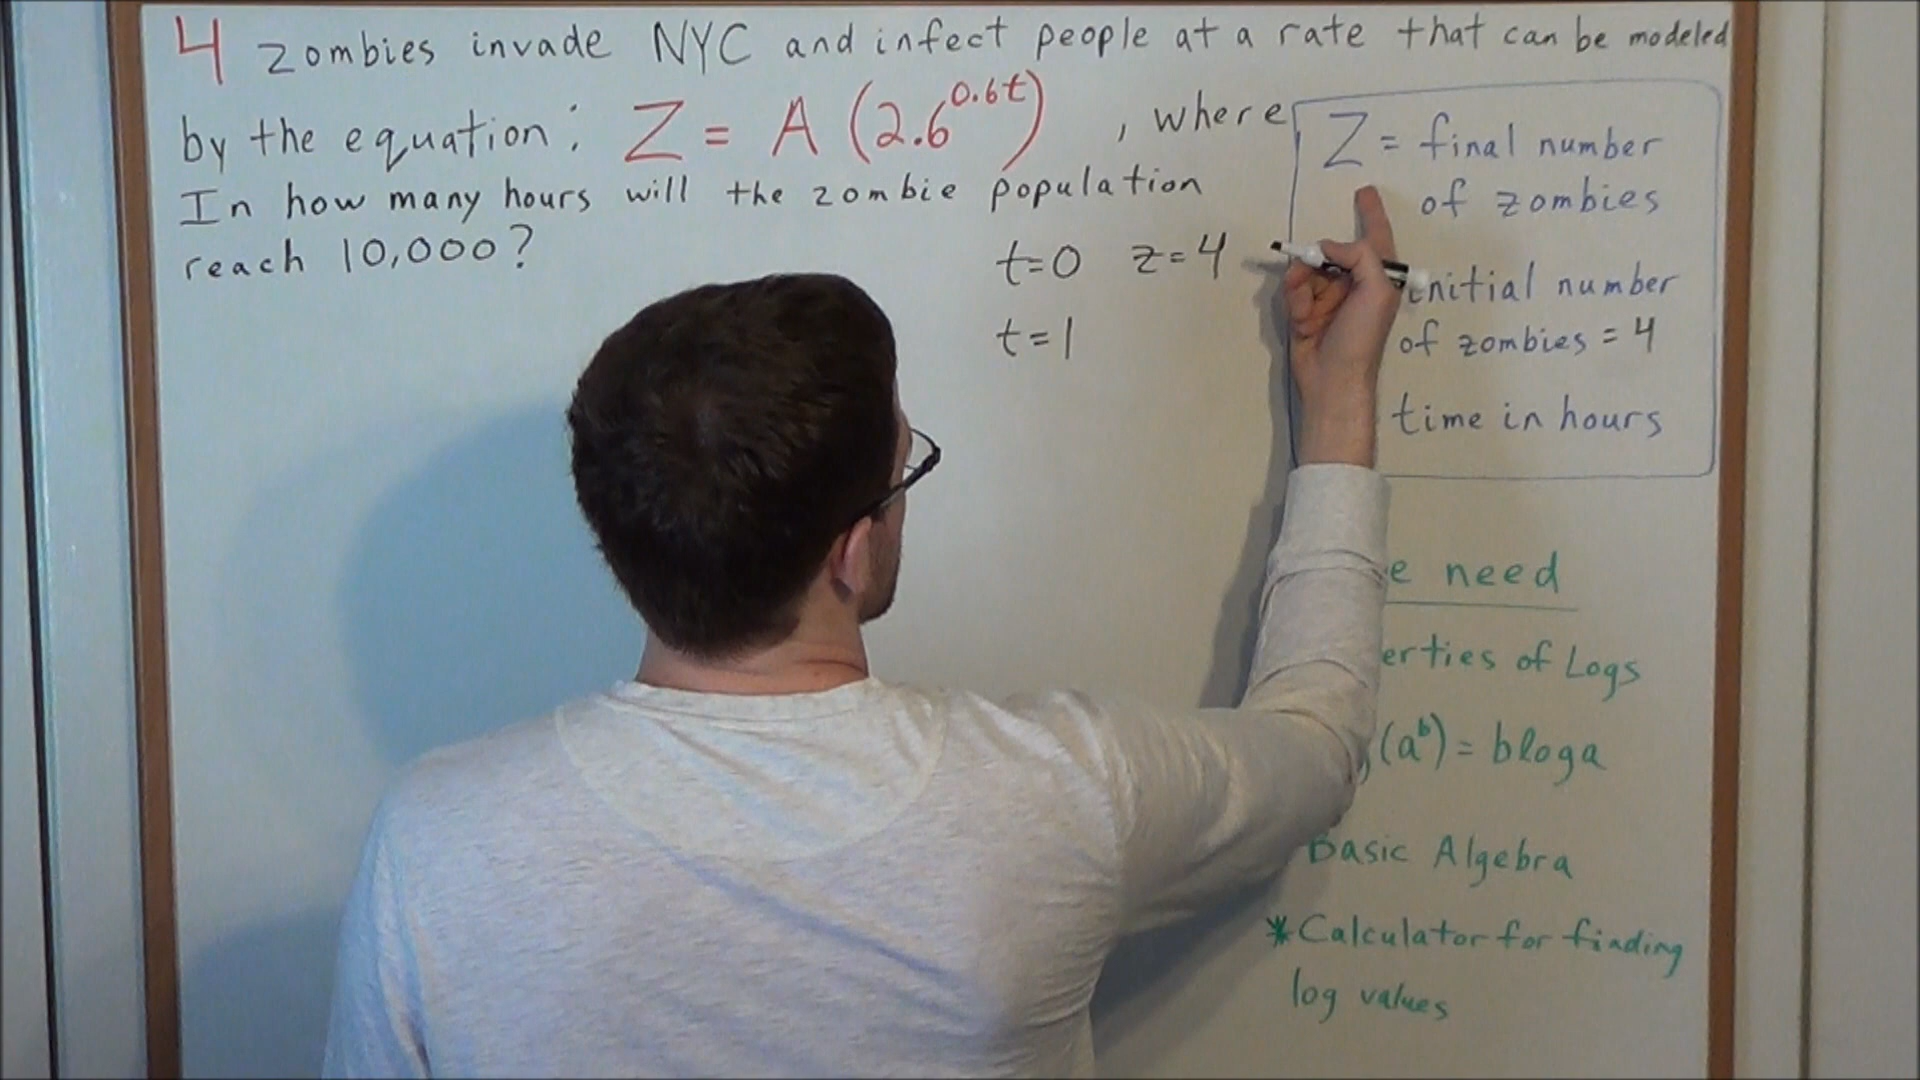 4 zombies invade NYC and infect people at a rate that can be modeled
by the equation: Z = A (2.6^0.6t) , where
In how many hours will the zombie population
reach 10,000?
t=0 z=4
t=1
Z = final number
of zombies
initial number
of zombies = 4
time in hours
e need
erties of Logs
(a^b) = b log a
Basic Algebra
*Calculator for finding
log values